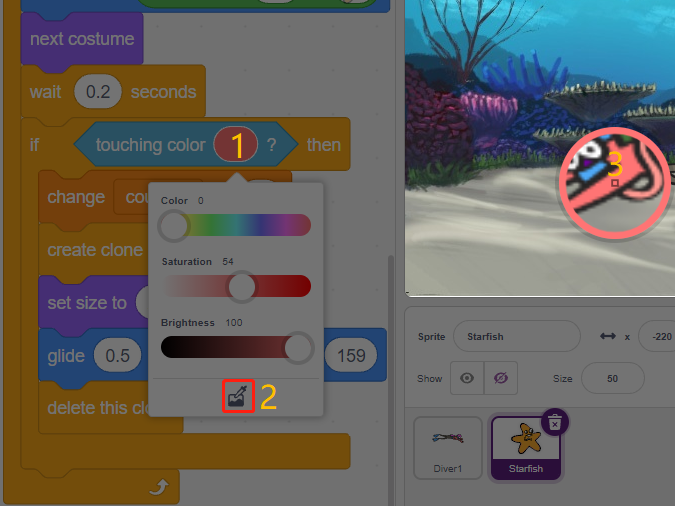 next costume
wait 0.2 seconds
if touching color 1 ? then
change cou
create clone
set size to
glide 0.5 159
delete this clo
Color 0
Saturation 54
Brightness 100
2
3
Sprite Starfish x -220
Show Size 50
Diver1 Starfish